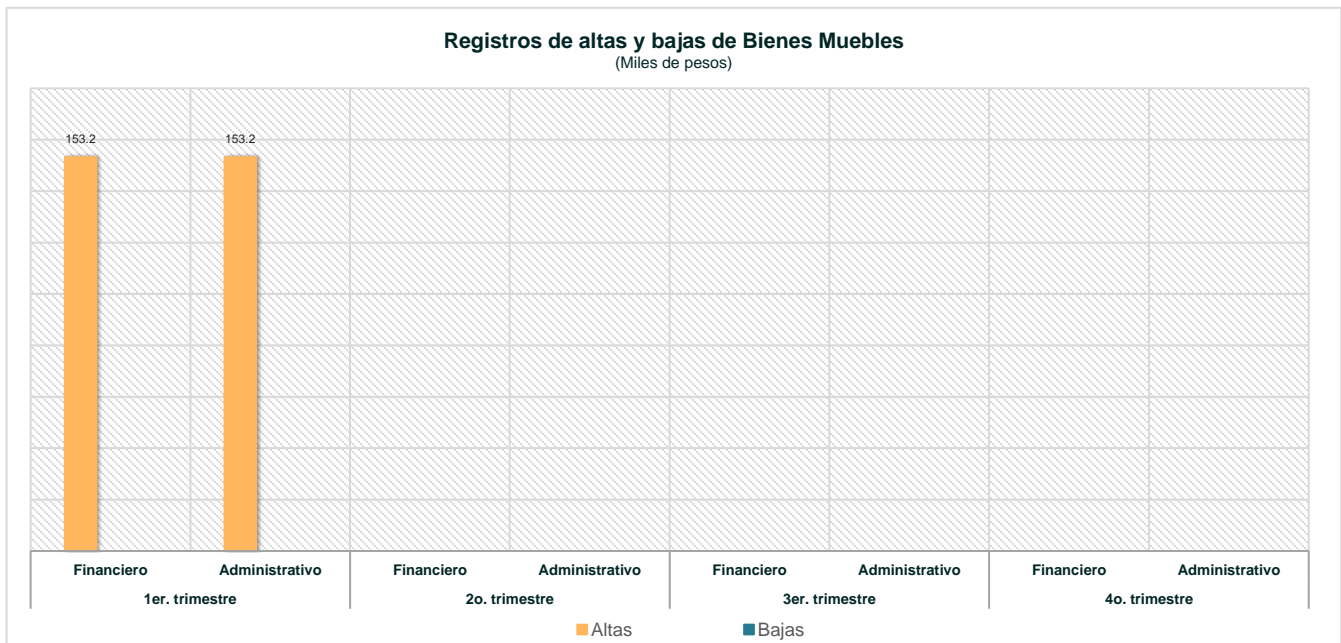 Registros de altas y bajas de Bienes Muebles
(Miles de pesos)
153.2 153.2
Financiero Administrativo Financiero Administrativo Financiero Administrativo Financiero Administrativo
1er. trimestre 2o. trimestre 3er. trimestre 4o. trimestre
Altas Bajas